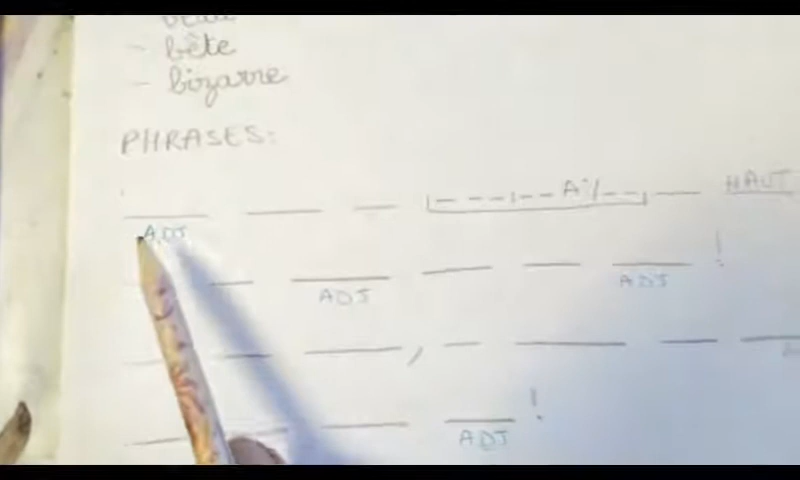 - bête
- bizarre
PHRASES:
A
HAUT
ADJ
!
ADJ ADJ
,
!
ADJ